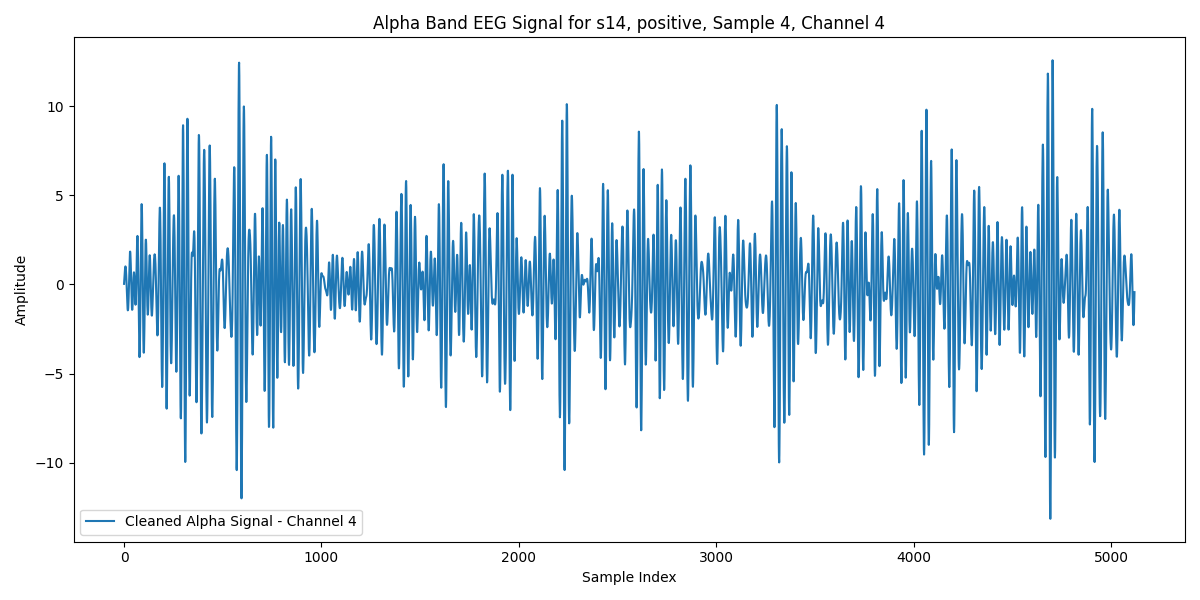 Alpha Band EEG Signal for s14, positive, Sample 4, Channel 4
Amplitude
10
5
0
−5
−10
Cleaned Alpha Signal - Channel 4
0 1000 2000 3000 4000 5000
Sample Index